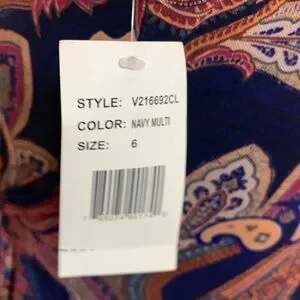 STYLE: V216692CL
COLOR: NAVY MULTI
SIZE: 6